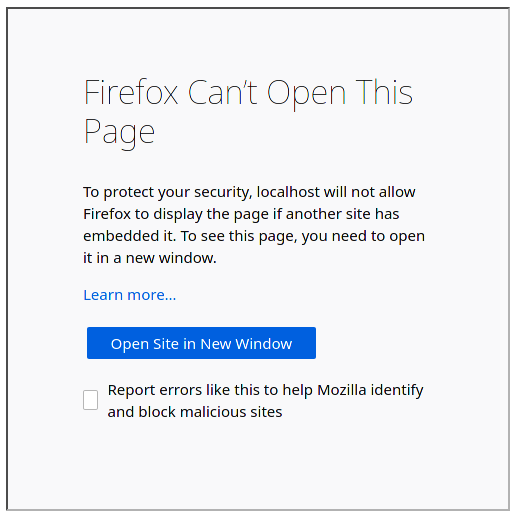 Firefox Can’t Open This
Page
To protect your security, localhost will not allow
Firefox to display the page if another site has
embedded it. To see this page, you need to open
it in a new window.
Learn more…
Open Site in New Window
Report errors like this to help Mozilla identify
and block malicious sites